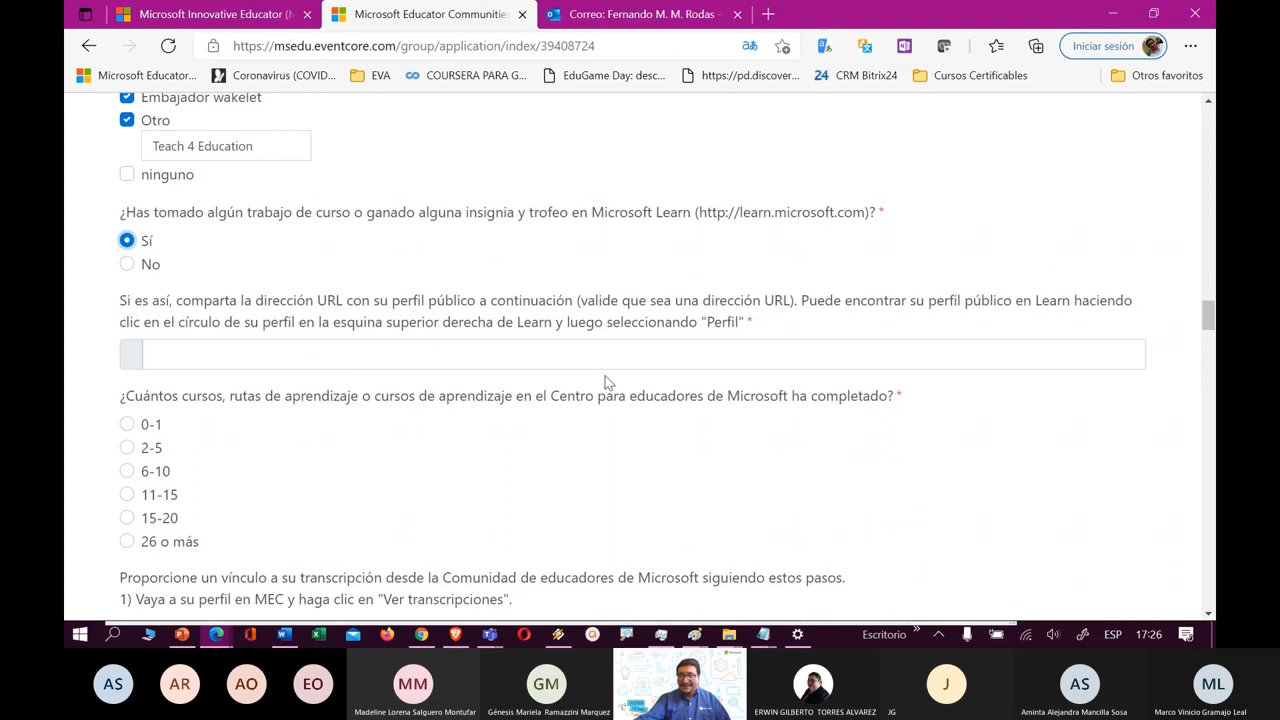 Microsoft Innovative Educator (M
Microsoft Educator Communities
Correo: Fernando M. M. Rodas -
https://msedu.eventcore.com/group/application/index/39408724
Iniciar sesión
Microsoft Educator...
Coronavirus (COVID...
EVA
COURSERA PARA G...
EduGame Day: desc...
https://pd.discover...
24 CRM Bitrix24
Cursos Certificables
Otros favoritos
Embajador wakelet
Otro
Teach 4 Education
ninguno
¿Has tomado algún trabajo de curso o ganado alguna insignia y trofeo en Microsoft Learn (http://learn.microsoft.com)? *
Sí
No
Si es así, comparta la dirección URL con su perfil público a continuación (valide que sea una dirección URL). Puede encontrar su perfil público en Learn haciendo
clic en el círculo de su perfil en la esquina superior derecha de Learn y luego seleccionando "Perfil" *
¿Cuántos cursos, rutas de aprendizaje o cursos de aprendizaje en el Centro para educadores de Microsoft ha completado? *
0-1
2-5
6-10
11-15
15-20
26 o más
Proporcione un vínculo a su transcripción desde la Comunidad de educadores de Microsoft siguiendo estos pasos.
1) Vaya a su perfil en MEC y haga clic en "Ver transcripciones".
Escritorio
ESP
17:26
AS
AR
AO
EO
MM
GM
J
AS
ML
Madeline Lorena Salguero Montufar
Génesis Mariela Ramazzini Marquez
ERWIN GILBERTO TORRES ALVAREZ
JG
Aminta Alejandra Mancilla Sosa
Marco Vinicio Gramajo Leal